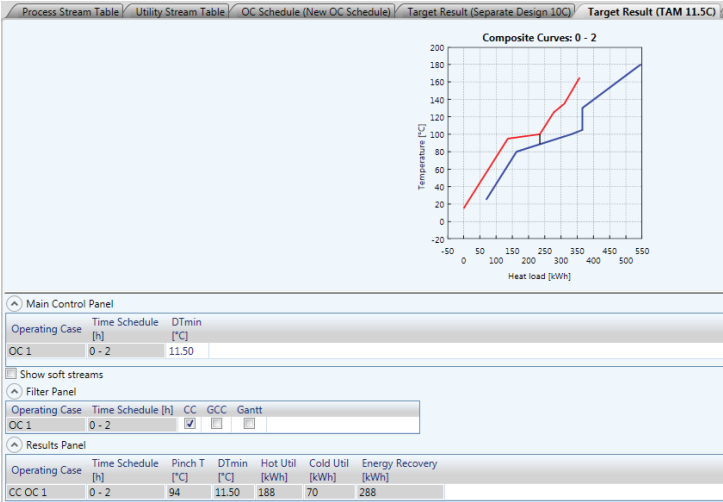 Process Stream Table Utility Stream Table OC Schedule (New OC Schedule) Target Result (Separate Design 10C) Target Result (TAM 11.5C)
Composite Curves: 0 - 2
200
180
160
140
120
100
80
60
40
20
0
-20
Temperature [°C]
-50 50 150 250 350 450 550
0 100 200 300 400 500
Heat load [kWh]
Main Control Panel
Operating Case Time Schedule [h] DTmin [°C]
OC 1 0 - 2 11.50
Show soft streams
Filter Panel
Operating Case Time Schedule [h] CC GCC Gantt
OC 1 0 - 2
Results Panel
Operating Case Time Schedule [h] Pinch T [°C] DTmin [°C] Hot Util [kWh] Cold Util [kWh] Energy Recovery [kWh]
CC OC 1 0 - 2 94 11.50 188 70 288